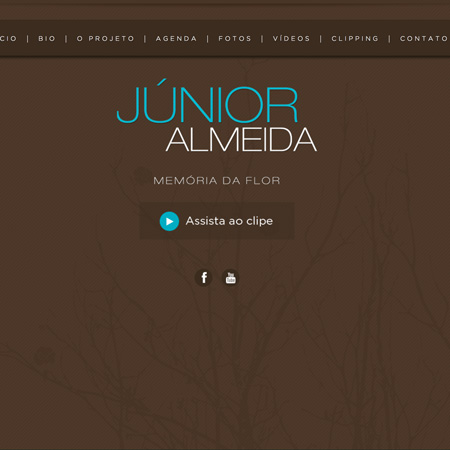 CIO | BIO | O PROJETO | AGENDA | FOTOS | VÍDEOS | CLIPPING | CONTATO
JÚNIOR
ALMEIDA
MEMÓRIA DA FLOR
Assista ao clipe
f You Tube